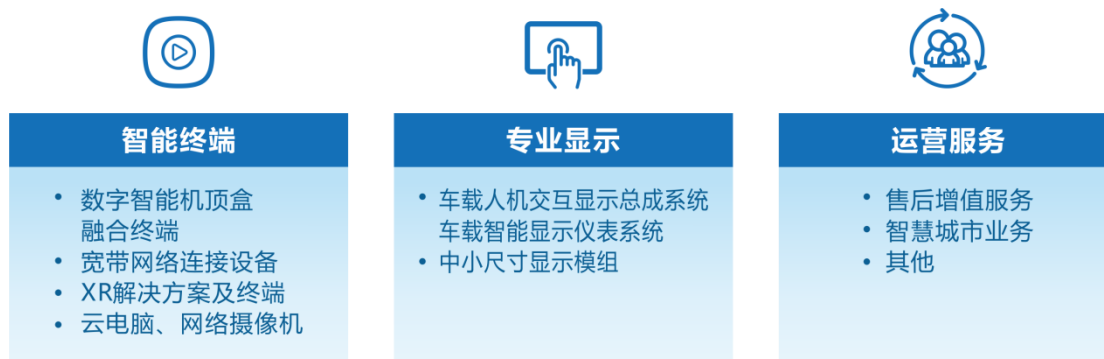 智能终端
• 数字智能机顶盒
融合终端
• 宽带网络连接设备
• XR解决方案及终端
• 云电脑、网络摄像机
专业显示
• 车载人机交互显示总成系统
车载智能显示仪表系统
• 中小尺寸显示模组
运营服务
• 售后增值服务
• 智慧城市业务
• 其他